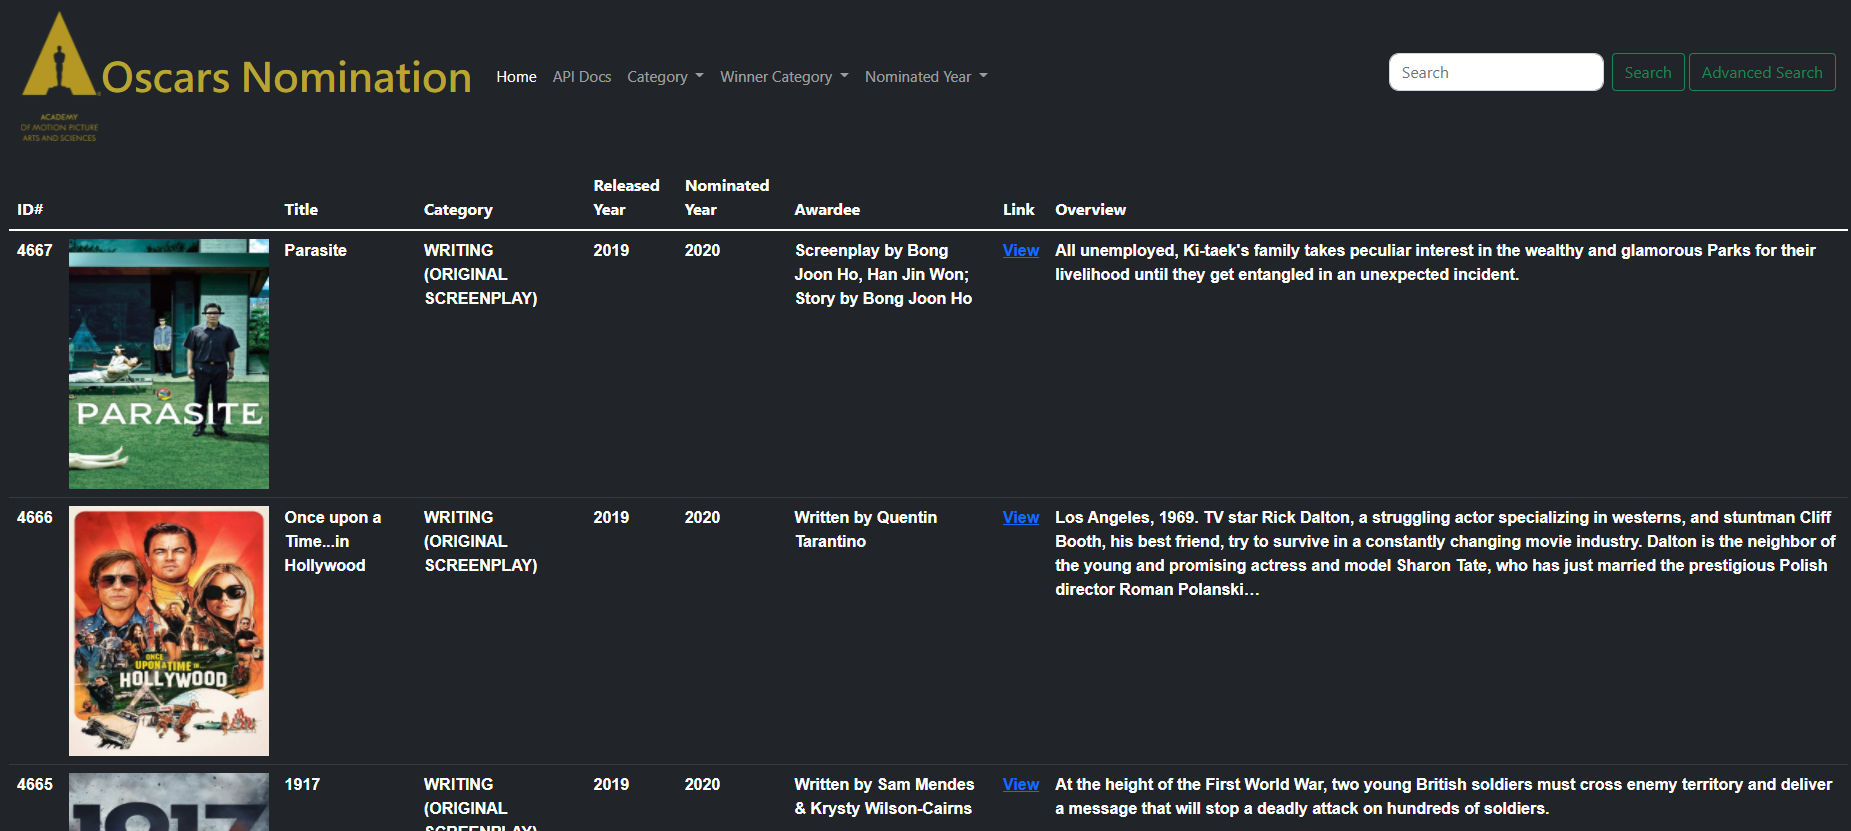 Oscars Nomination
Home
API Docs
Category
Winner Category
Nominated Year
Search
Search
Advanced Search
ACADEMY
OF MOTION PICTURE
ARTS AND SCIENCES
ID#
Title
Category
Released
Year
Nominated
Year
Awardee
Link
Overview
4667
PARASITE
Parasite
WRITING
(ORIGINAL
SCREENPLAY)
2019
2020
Screenplay by Bong
Joon Ho, Han Jin Won;
Story by Bong Joon Ho
View
All unemployed, Ki-taek's family takes peculiar interest in the wealthy and glamorous Parks for their
livelihood until they get entangled in an unexpected incident.
4666
ONCE
UPON A TIME IN...
HOLLYWOOD
Once upon a
Time...in
Hollywood
WRITING
(ORIGINAL
SCREENPLAY)
2019
2020
Written by Quentin
Tarantino
View
Los Angeles, 1969. TV star Rick Dalton, a struggling actor specializing in westerns, and stuntman Cliff
Booth, his best friend, try to survive in a constantly changing movie industry. Dalton is the neighbor of
the young and promising actress and model Sharon Tate, who has just married the prestigious Polish
director Roman Polanski…
4665
1917
1917
WRITING
(ORIGINAL
SCREENPLAY)
2019
2020
Written by Sam Mendes
& Krysty Wilson-Cairns
View
At the height of the First World War, two young British soldiers must cross enemy territory and deliver
a message that will stop a deadly attack on hundreds of soldiers.